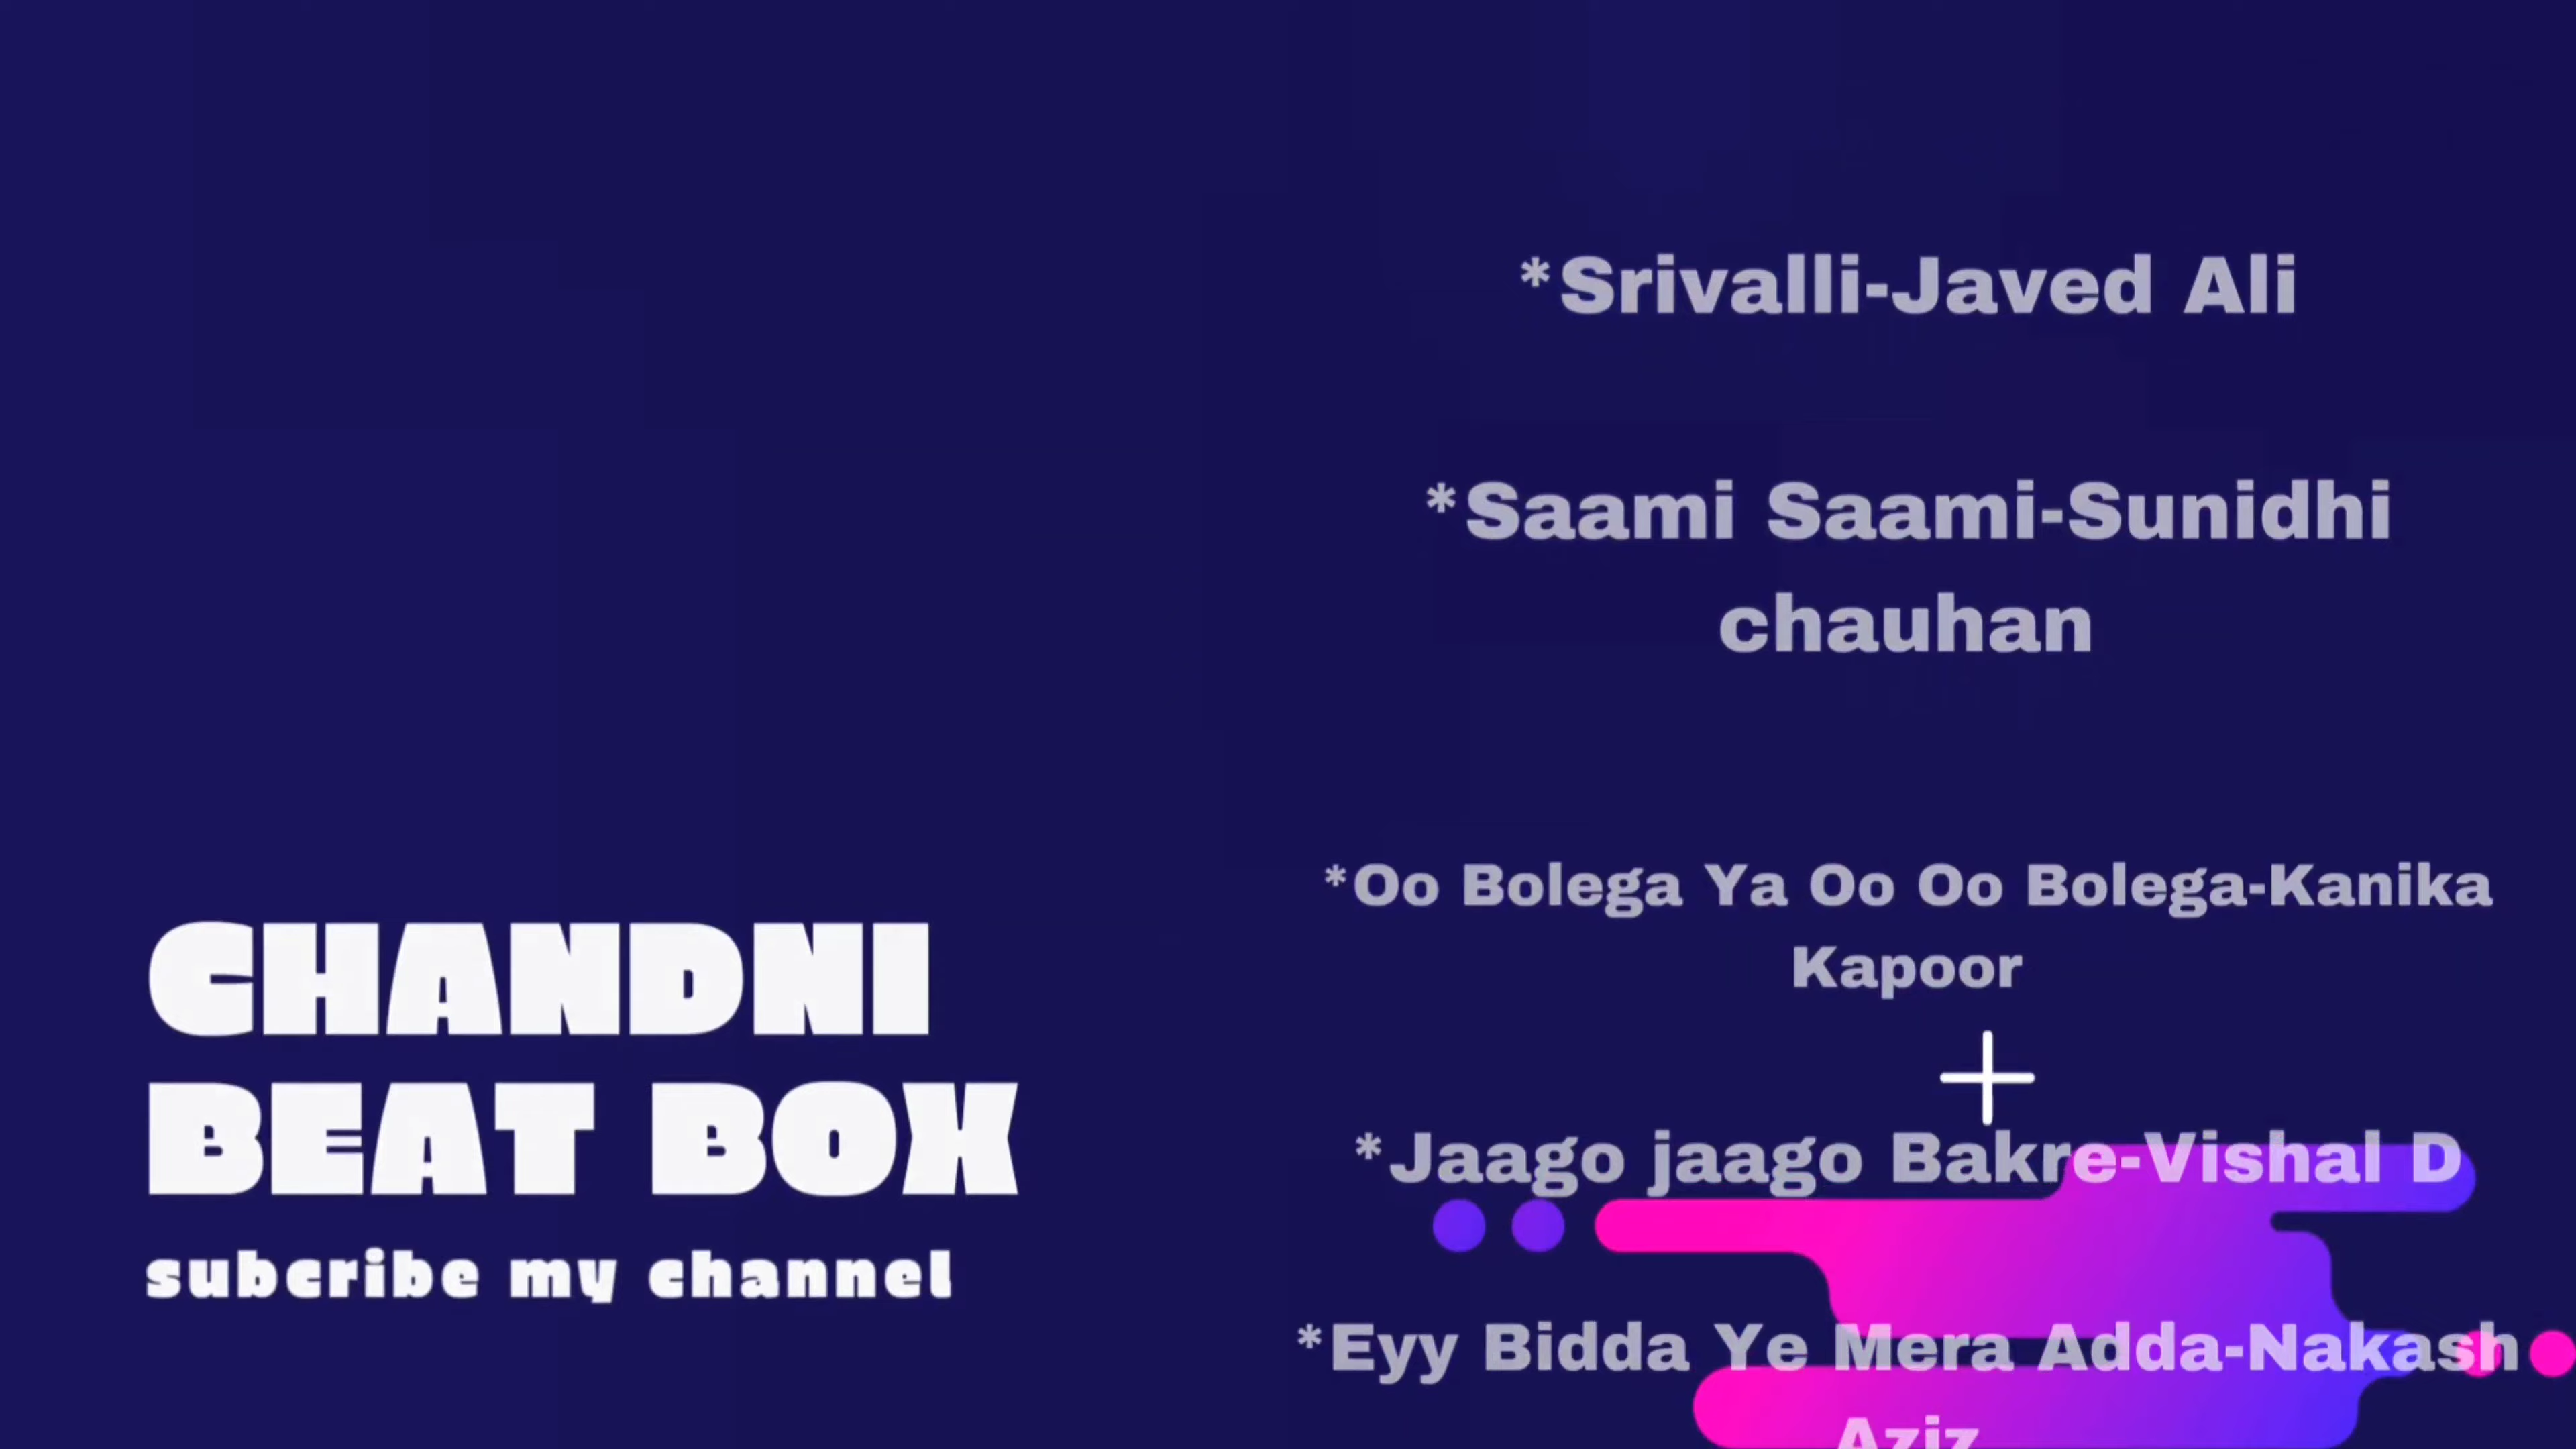 *Srivalli-Javed Ali
*Saami Saami-Sunidhi
chauhan
*Oo Bolega Ya Oo Oo Bolega-Kanika
Kapoor
*Jaago jaago Bakre-Vishal D
*Eyy Bidda Ye Mera Adda-Nakash
Aziz
CHANDNI
BEAT BOX
subcribe my channel